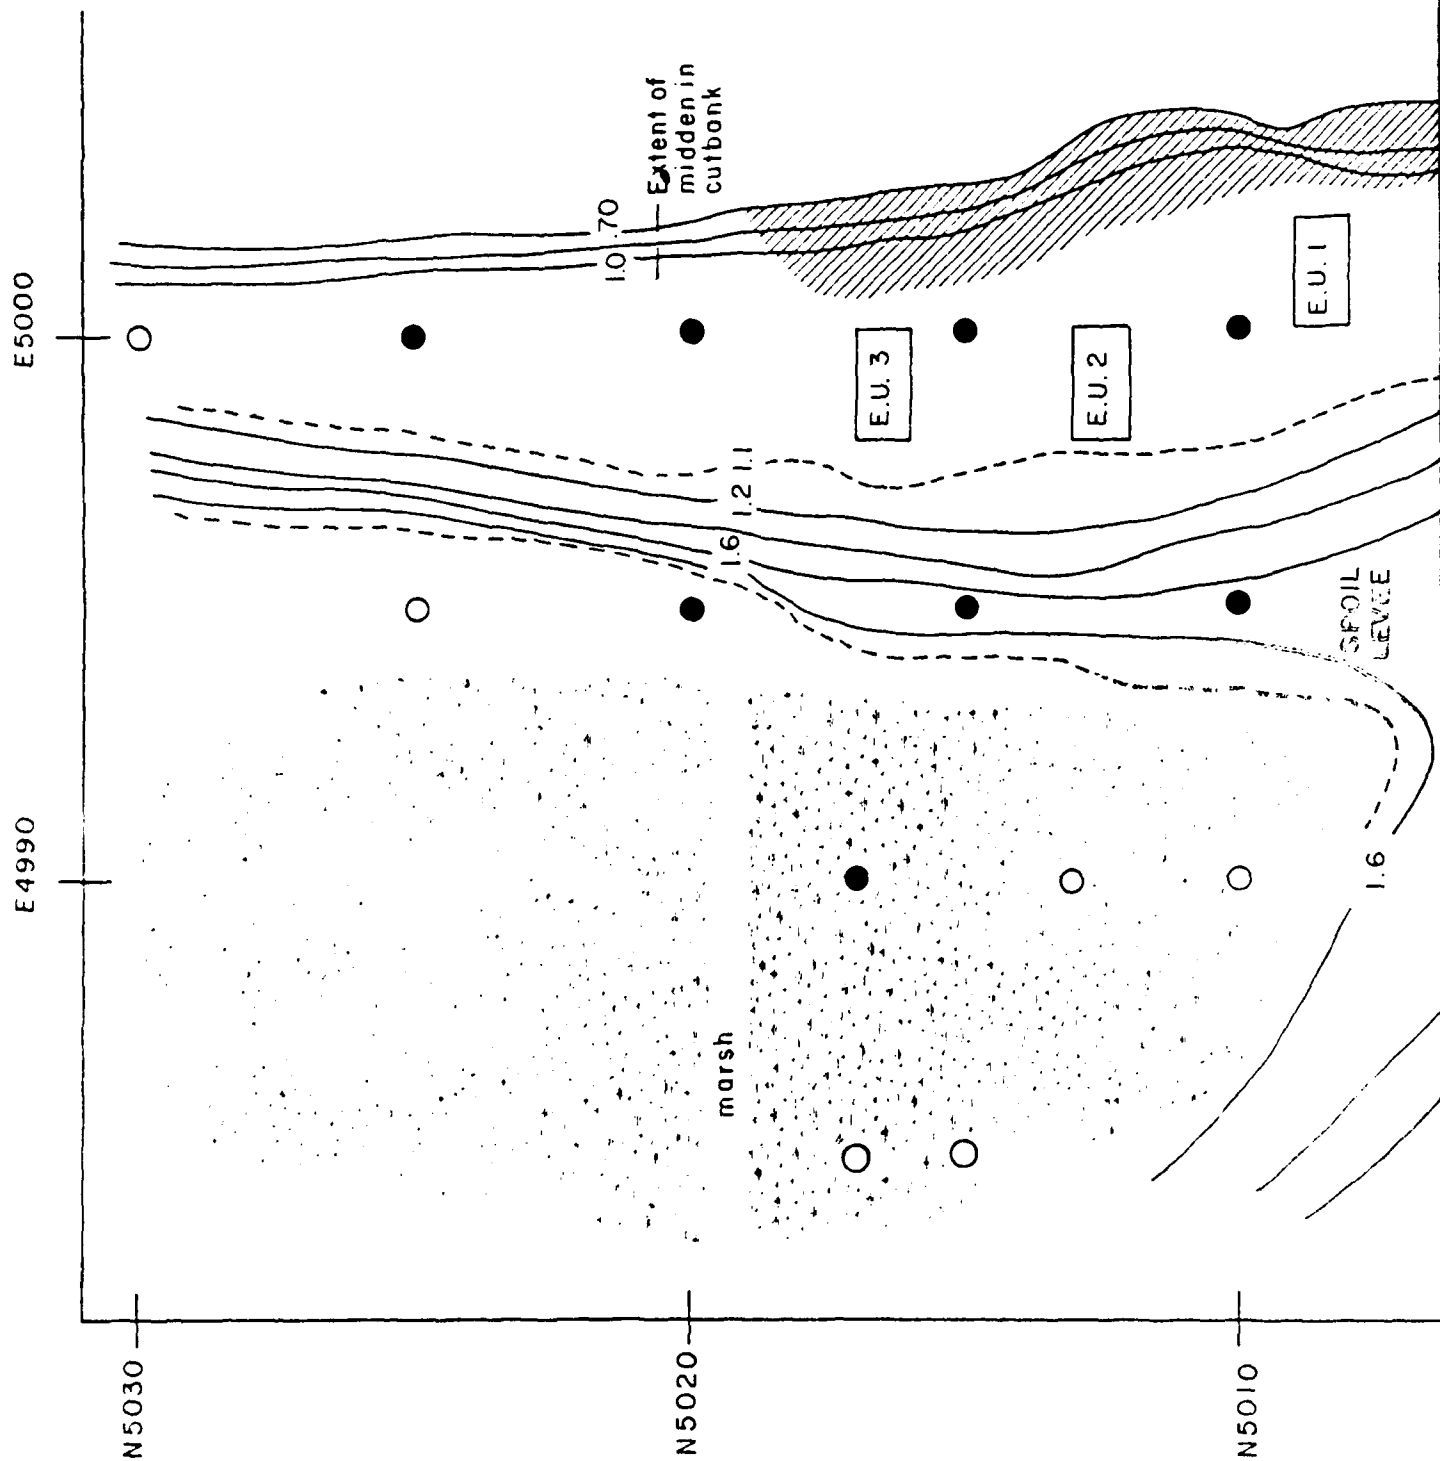 E5000
E4990
N5030
N5020
N5010
Extent of
midden in
cutbank
.70
1.0
E.U. 1
E.U. 2
E.U. 3
1.1
1.2
1.6
SPOIL
LEVEE
marsh
1.6